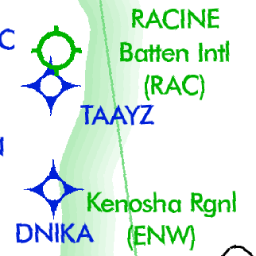 RACINE
C
Batten Intl
(RAC)
TAAYZ
Kenosha Rgnl
DNIKA
(ENW)